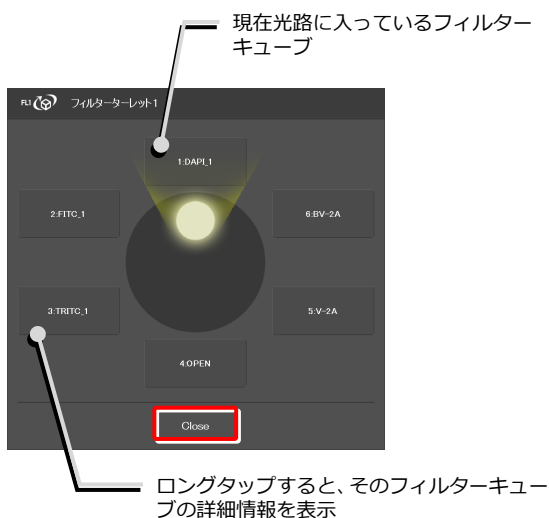 現在光路に入っているフィルター
キューブ
FL1 フィルターターレット1
1:DAPI_1
2:FITC_1
6:BV-2A
3:TRITC_1
5:V-2A
4:OPEN
Close
ロングタップすると、そのフィルターキュー
ブの詳細情報を表示